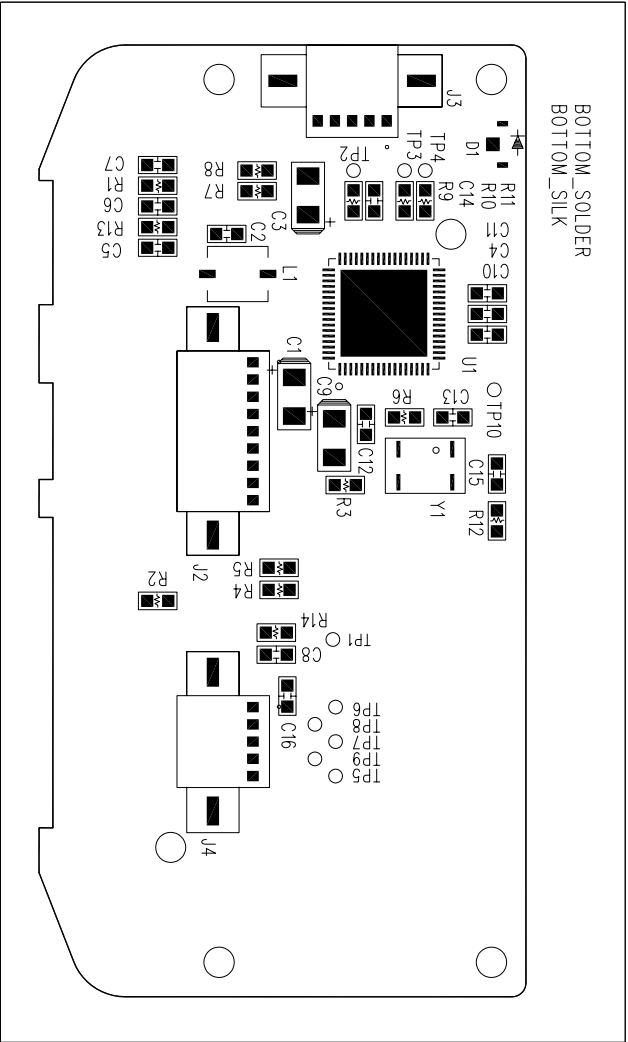 BOTTOM_SOLDER
BOTTOM_SILK
J3
D1
TP2
TP3
TP4
C7
R1
C6
R13
C5
R8
R7
C3
+
R9
C14
R10
R11
C11
C4
C10
C2
L1
U1
C1
+
C9
+
R6
C13
TP10
C12
C15
R3
Y1
R12
J2
R5
R4
R2
R14
C8
TP1
C16
TP6
TP8
TP7
TP9
TP5
J4